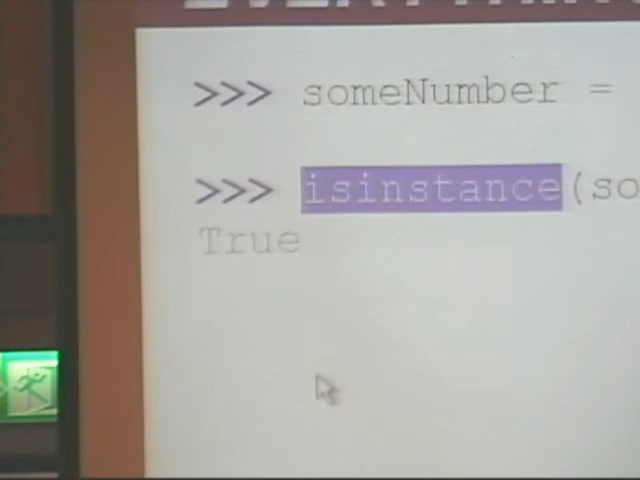 >>> someNumber =
>>> isinstance(so
True